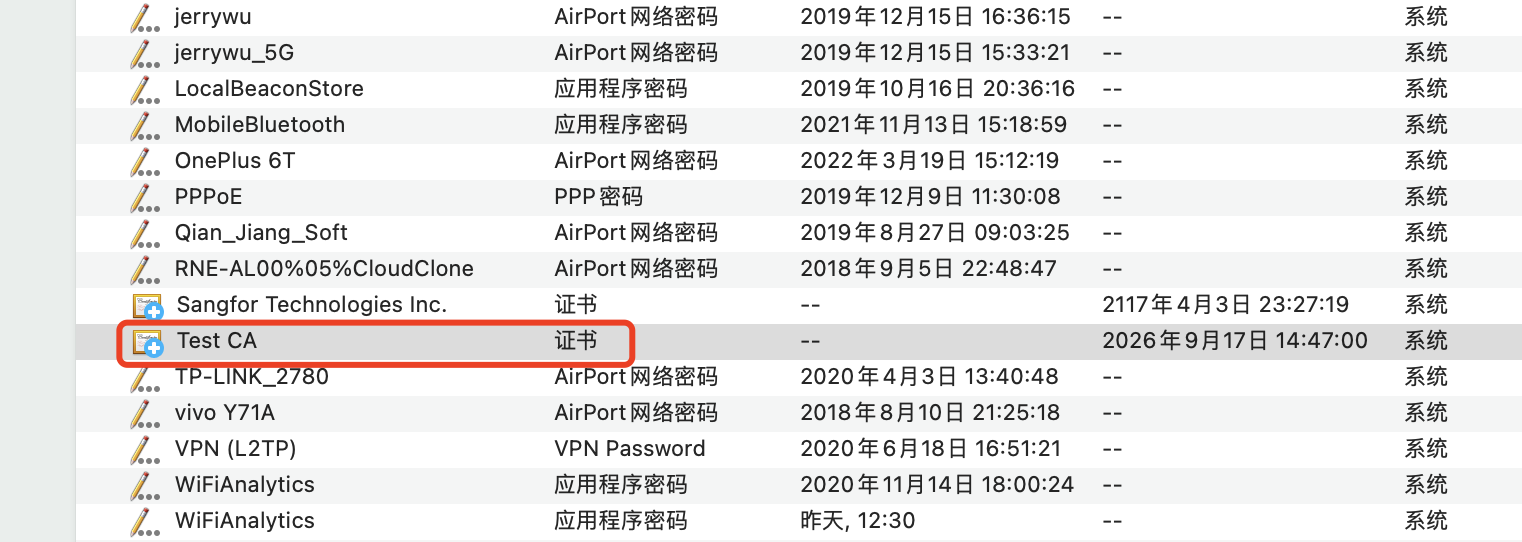 jerrywu AirPort网络密码 2019年12月15日 16:36:15 -- 系统
jerrywu_5G AirPort网络密码 2019年12月15日 15:33:21 -- 系统
LocalBeaconStore 应用程序密码 2019年10月16日 20:36:16 -- 系统
MobileBluetooth 应用程序密码 2021年11月13日 15:18:59 -- 系统
OnePlus 6T AirPort网络密码 2022年3月19日 15:12:19 -- 系统
PPPoE PPP密码 2019年12月9日 11:30:08 -- 系统
Qian_Jiang_Soft AirPort网络密码 2019年8月27日 09:03:25 -- 系统
RNE-AL00%05%CloudClone AirPort网络密码 2018年9月5日 22:48:47 -- 系统
Sangfor Technologies Inc. 证书 -- 2117年4月3日 23:27:19 系统
Test CA 证书 -- 2026年9月17日 14:47:00 系统
TP-LINK_2780 AirPort网络密码 2020年4月3日 13:40:48 -- 系统
vivo Y71A AirPort网络密码 2018年8月10日 21:25:18 -- 系统
VPN (L2TP) VPN Password 2020年6月18日 16:51:21 -- 系统
WiFiAnalytics 应用程序密码 2020年11月14日 18:00:24 -- 系统
WiFiAnalytics 应用程序密码 昨天, 12:30 -- 系统